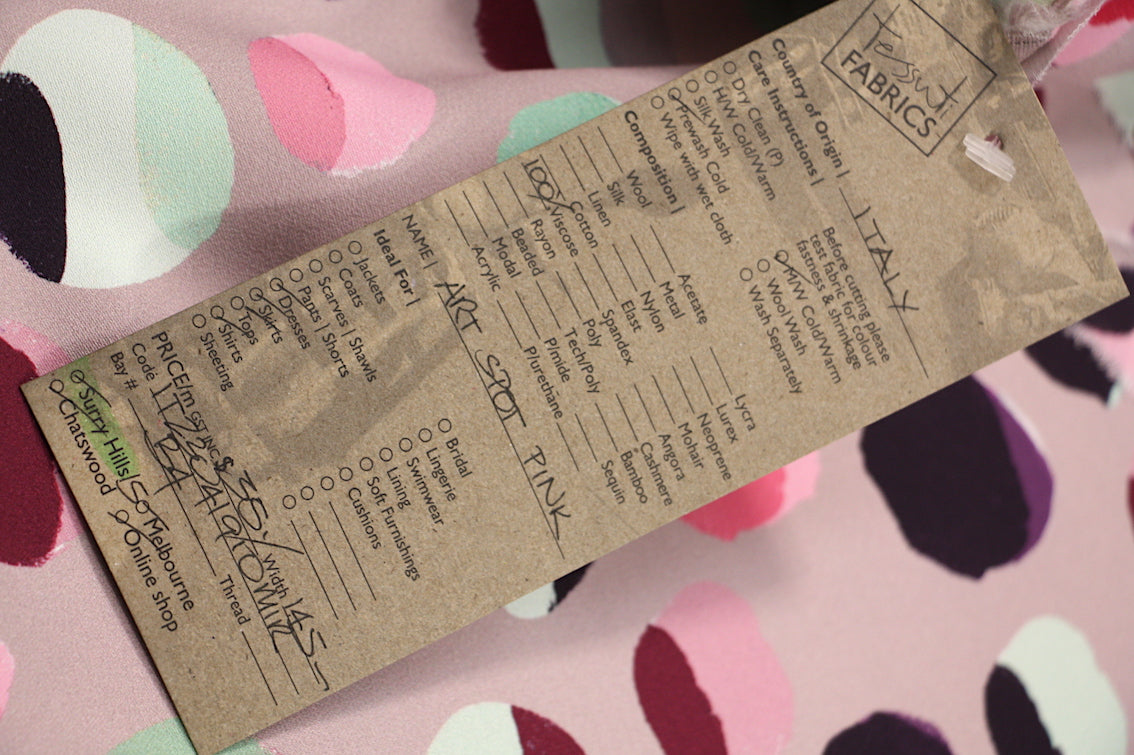 Tessuti
FABRICS
Country of Origin | ITALY
Care Instructions |
Dry Clean (P)
H/W Cold/Warm
Silk Wash
Prewash Cold
Wipe with wet cloth
Before cutting please
test fabric for colour
fastness & shrinkage
H/W Cold/Warm
Wool Wash
Wash Separately
Composition |
Wool Acetate Lycra
Silk Metal Lurex
Linen Nylon Neoprene
Cotton Elast Mohair
100% Viscose Spandex Angora
Rayon Poly Cashmere
Beaded Tech/Poly Bamboo
Modal P/mide Sequin
Acrylic P/urethane
NAME | ART SPOT PINK
Ideal For |
Jackets
Coats
Scarves | Shawls
Pants | Shorts
Dresses
Skirts
Tops
Shirts
Sheeting
Bridal
Lingerie
Swimwear
Lining
Soft Furnishings
Cushions
PRICE/m GST INC $ Width 145
Code
Bay # Thread
Surry Hills Melbourne
Chatswood Online shop